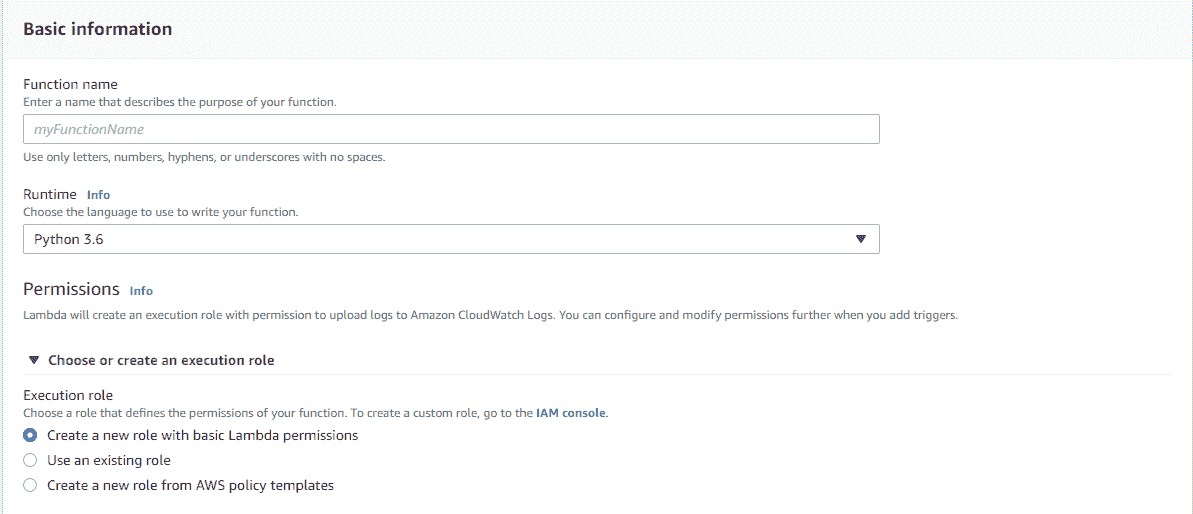 Basic information
Function name
Enter a name that describes the purpose of your function.
myFunctionName
Use only letters, numbers, hyphens, or underscores with no spaces.
Runtime Info
Choose the language to use to write your function.
Python 3.6
Permissions Info
Lambda will create an execution role with permission to upload logs to Amazon CloudWatch Logs. You can configure and modify permissions further when you add triggers.
Choose or create an execution role
Execution role
Choose a role that defines the permissions of your function. To create a custom role, go to the IAM console.
Create a new role with basic Lambda permissions
Use an existing role
Create a new role from AWS policy templates